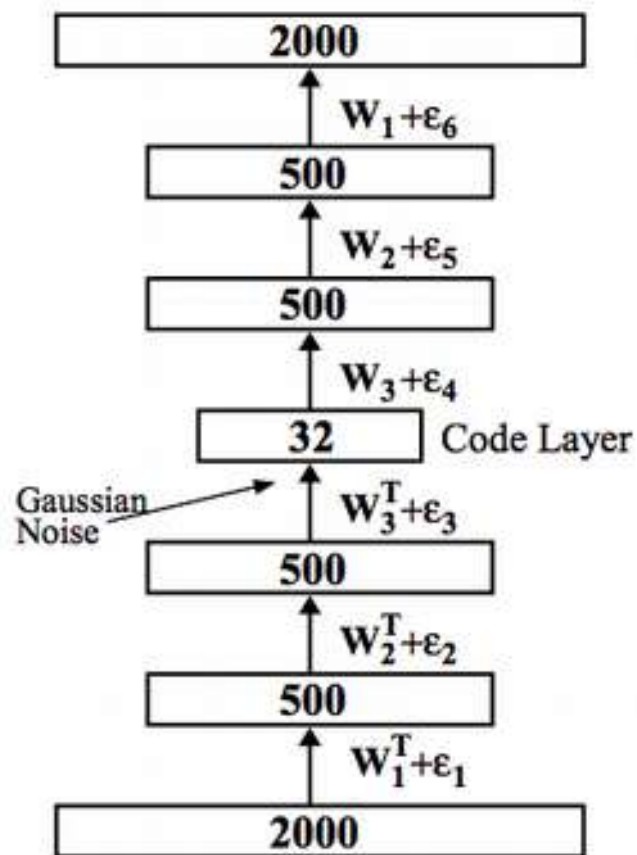 2000
W₁+ε₆
500
W₂+ε₅
500
W₃+ε₄
32 Code Layer
Gaussian
Noise
W₃ᵀ+ε₃
500
W₂ᵀ+ε₂
500
W₁ᵀ+ε₁
2000